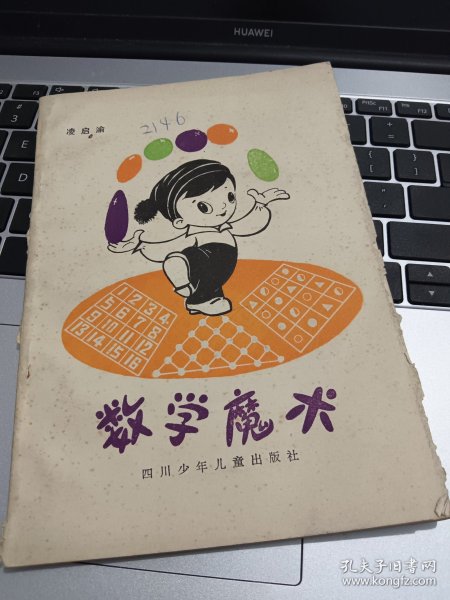 HUAWEI
凌启渝
2146
1 2 3 4
5 6 7 8
9 10 11 12
13 14 15 16
数学魔术
四川少年儿童出版社
孔夫子旧书网
www.kongfz.com